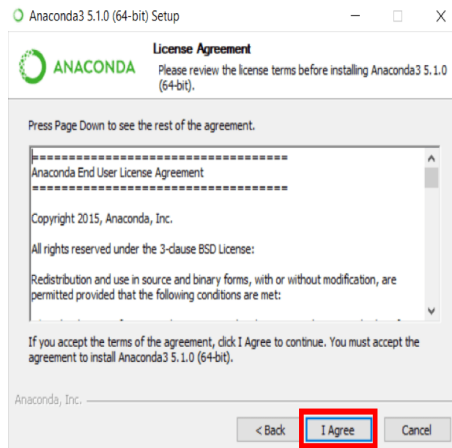 Anaconda3 5.1.0 (64-bit) Setup
ANACONDA
License Agreement
Please review the license terms before installing Anaconda3 5.1.0
(64-bit).
Press Page Down to see the rest of the agreement.
===================================
Anaconda End User License Agreement
===================================
Copyright 2015, Anaconda, Inc.
All rights reserved under the 3-clause BSD License:
Redistribution and use in source and binary forms, with or without modification, are
permitted provided that the following conditions are met:
If you accept the terms of the agreement, click I Agree to continue. You must accept the
agreement to install Anaconda3 5.1.0 (64-bit).
Anaconda, Inc.
< Back
I Agree
Cancel